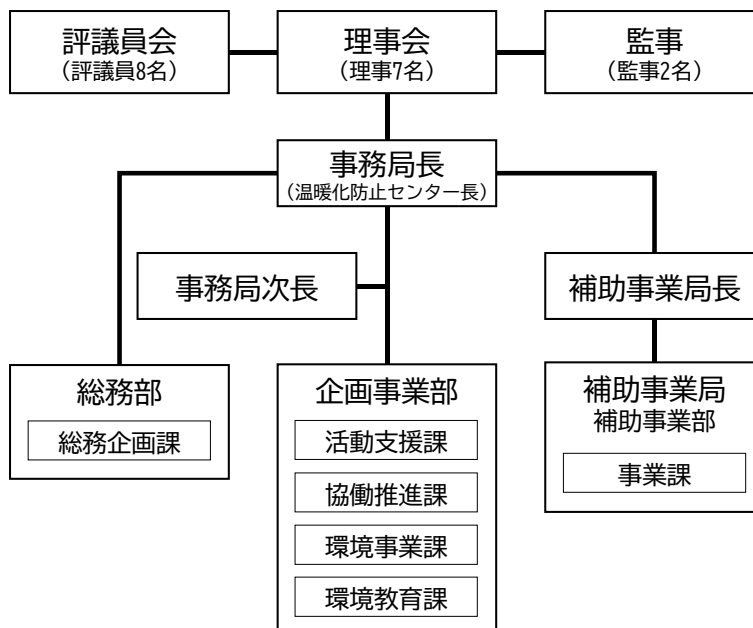 評議員会
（評議員8名）
理事会
（理事7名）
監事
（監事2名）
事務局長
（温暖化防止センター長）
事務局次長
補助事業局長
総務部
総務企画課
企画事業部
活動支援課
協働推進課
環境事業課
環境教育課
補助事業局
補助事業部
事業課